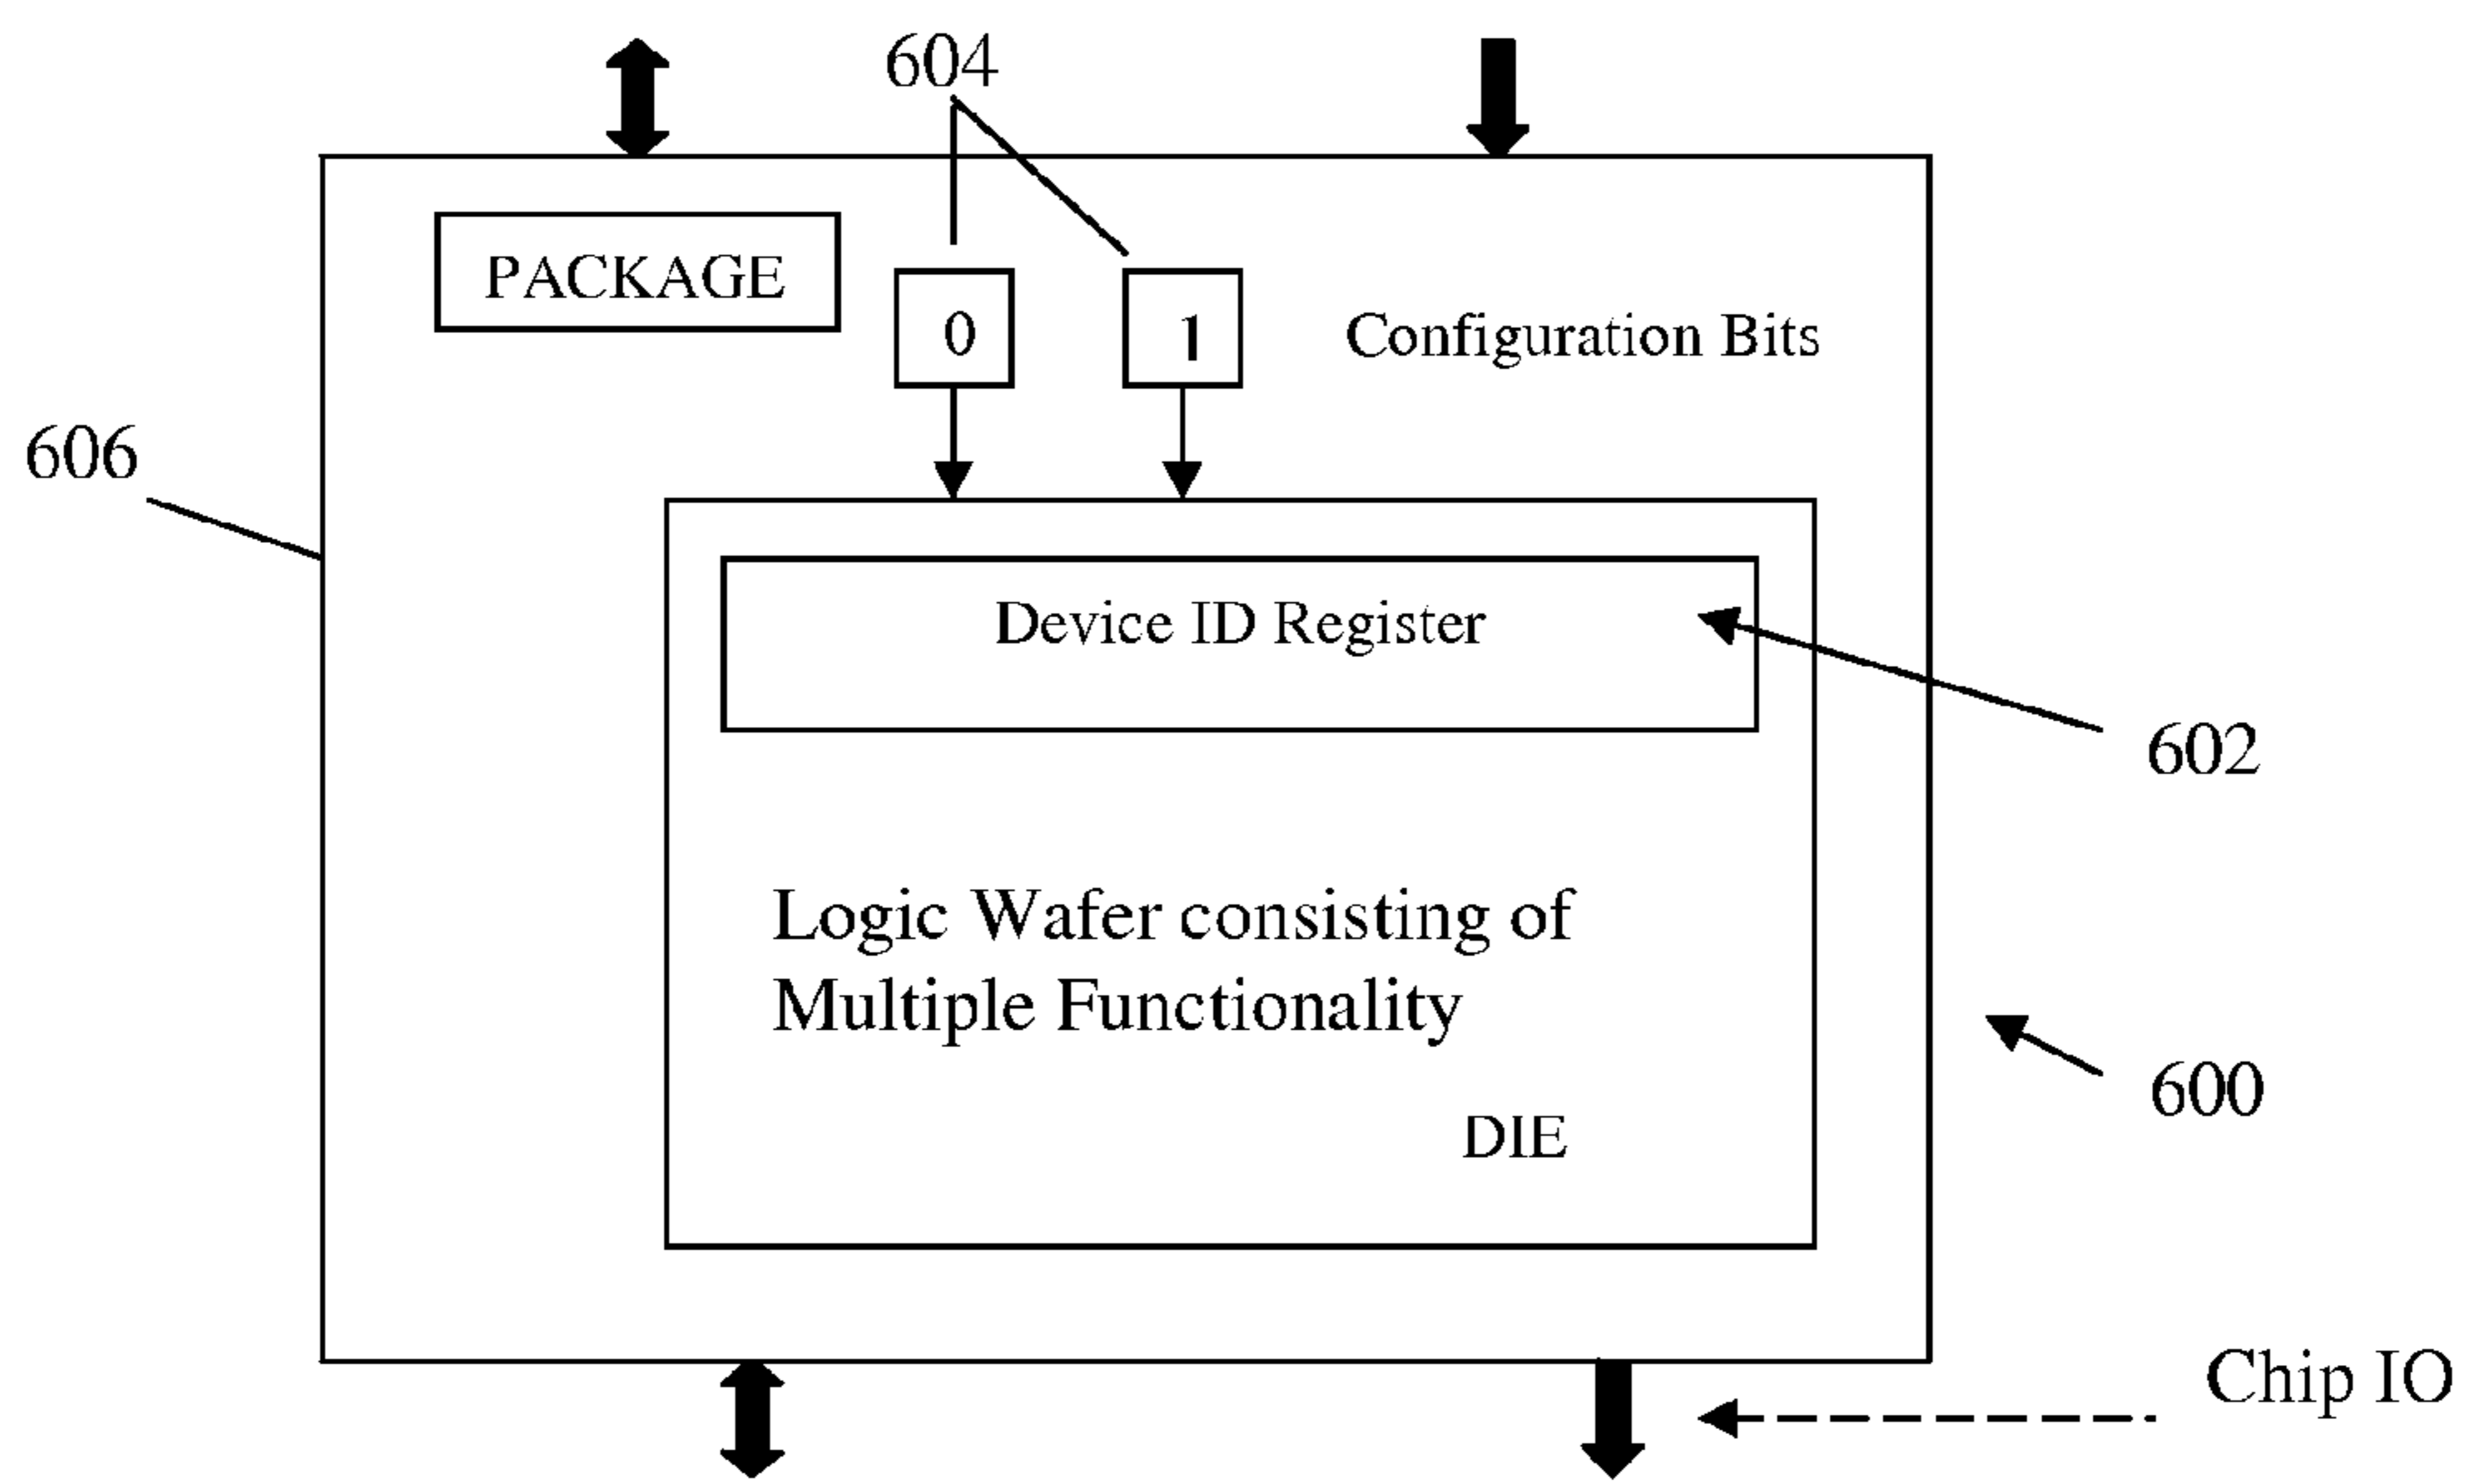 604
PACKAGE
0
1
Configuration Bits
606
Device ID Register
602
Logic Wafer consisting of
Multiple Functionality
600
DIE
Chip IO